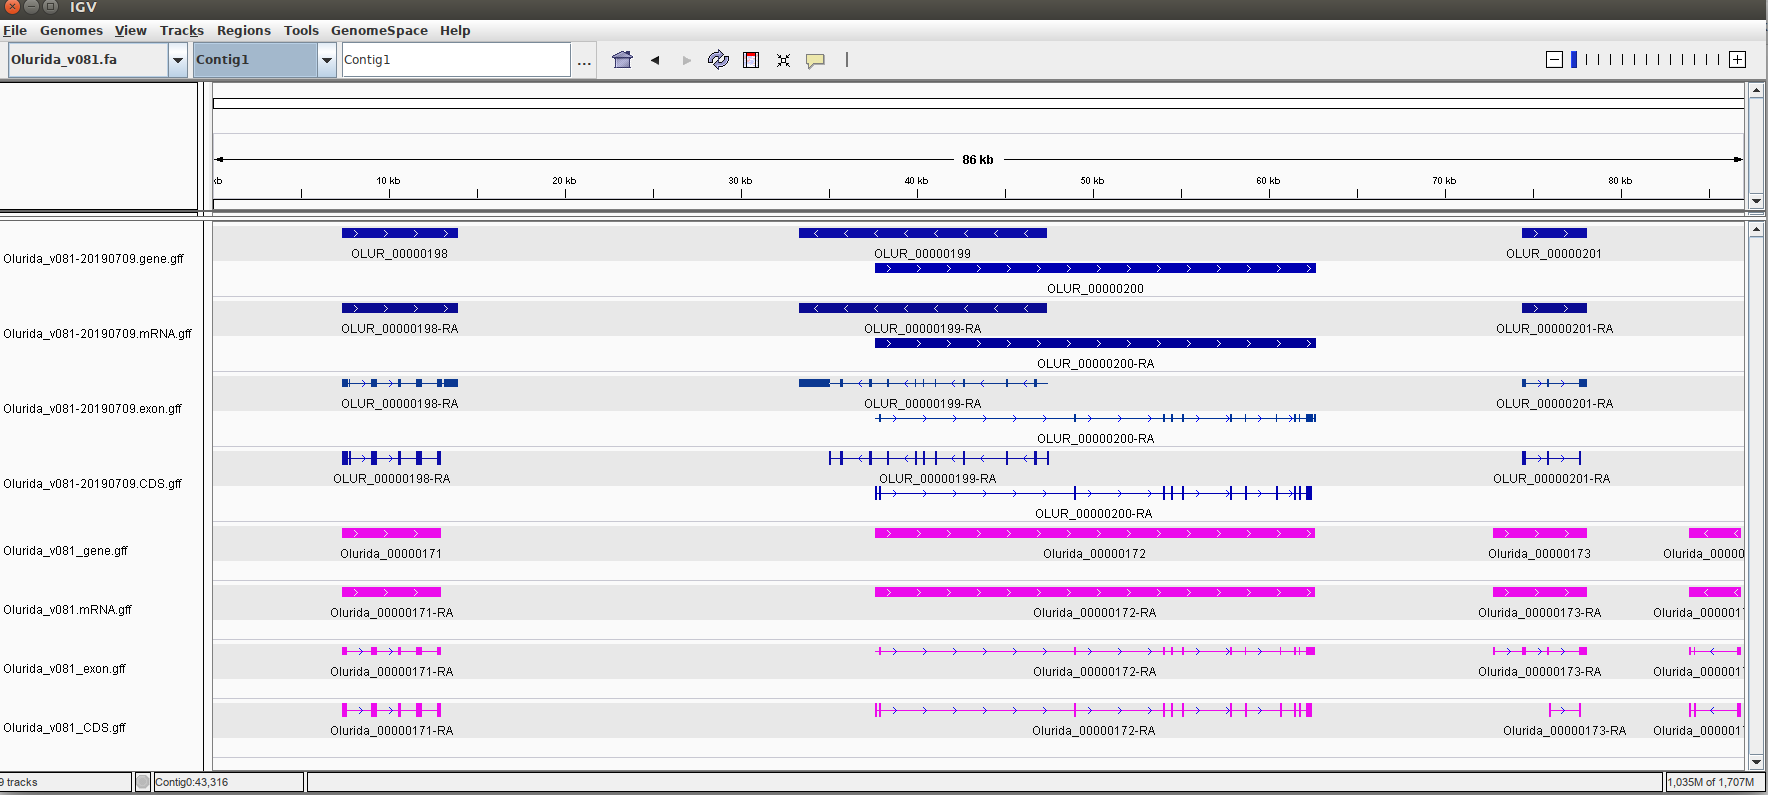 IGV
File Genomes View Tracks Regions Tools GenomeSpace Help
Olurida_v081.fa Contig1 Contig1 ...
86 kb
kb 10 kb 20 kb 30 kb 40 kb 50 kb 60 kb 70 kb 80 kb
Olurida_v081-20190709.gene.gff
OLUR_00000198 OLUR_00000199 OLUR_00000201
OLUR_00000200
Olurida_v081-20190709.mRNA.gff
OLUR_00000198-RA OLUR_00000199-RA OLUR_00000201-RA
OLUR_00000200-RA
Olurida_v081-20190709.exon.gff
OLUR_00000198-RA OLUR_00000199-RA OLUR_00000201-RA
OLUR_00000200-RA
Olurida_v081-20190709.CDS.gff
OLUR_00000198-RA OLUR_00000199-RA OLUR_00000201-RA
OLUR_00000200-RA
Olurida_v081_gene.gff
Olurida_00000171 Olurida_00000172 Olurida_00000173 Olurida_0000
Olurida_v081.mRNA.gff
Olurida_00000171-RA Olurida_00000172-RA Olurida_00000173-RA Olurida_0000017
Olurida_v081_exon.gff
Olurida_00000171-RA Olurida_00000172-RA Olurida_00000173-RA Olurida_0000017
Olurida_v081_CDS.gff
Olurida_00000171-RA Olurida_00000172-RA Olurida_00000173-RA Olurida_0000017
9 tracks Contig0:43,316 1,035M of 1,707M